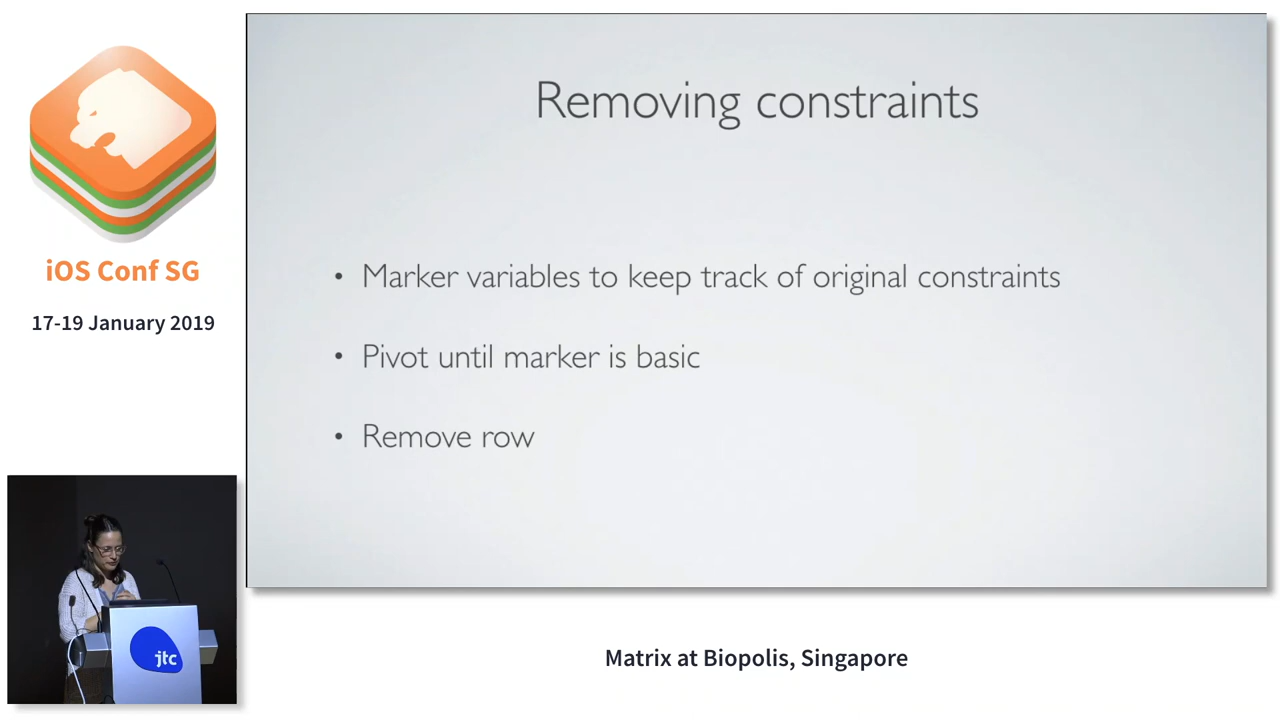 iOS Conf SG
17-19 January 2019
Removing constraints
• Marker variables to keep track of original constraints
• Pivot until marker is basic
• Remove row
jtc
Matrix at Biopolis, Singapore